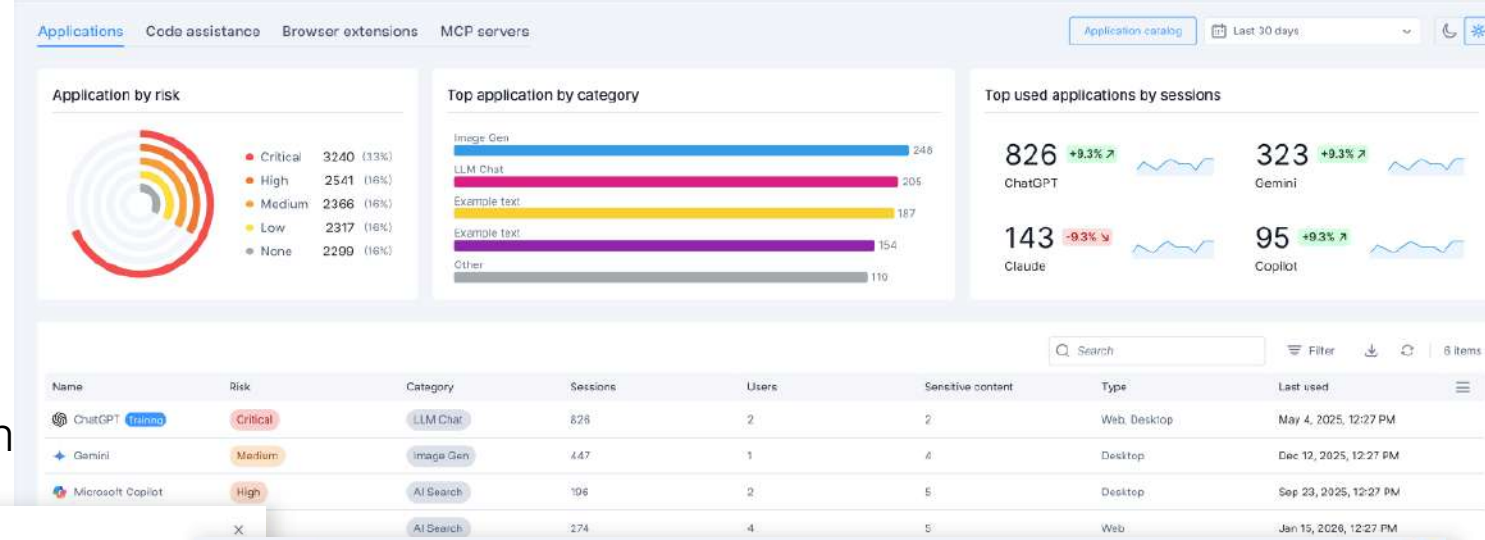 Applications Code assistance Browser extensions MCP servers
Application catalog Last 30 days
Application by risk
Critical 3240 (33%)
High 2541 (16%)
Medium 2366 (16%)
Low 2317 (16%)
None 2299 (16%)
Top application by category
Image Gen
248
LLM Chat
205
Example text
187
Example text
154
Other
110
Top used applications by sessions
826 +9.3%
ChatGPT
323 +9.3%
Gemini
143 -9.3%
Claude
95 +9.3%
Copilot
Search Filter 6 items
Name Risk Category Sessions Users Sensitive content Type Last used
ChatGPT Training Critical LLM Chat 826 2 2 Web, Desktop May 4, 2025, 12:27 PM
Gemini Medium Image Gen 447 1 4 Desktop Dec 12, 2025, 12:27 PM
Microsoft Copilot High AI Search 196 2 5 Desktop Sep 23, 2025, 12:27 PM
AI Search 274 4 5 Web Jan 15, 2026, 12:27 PM